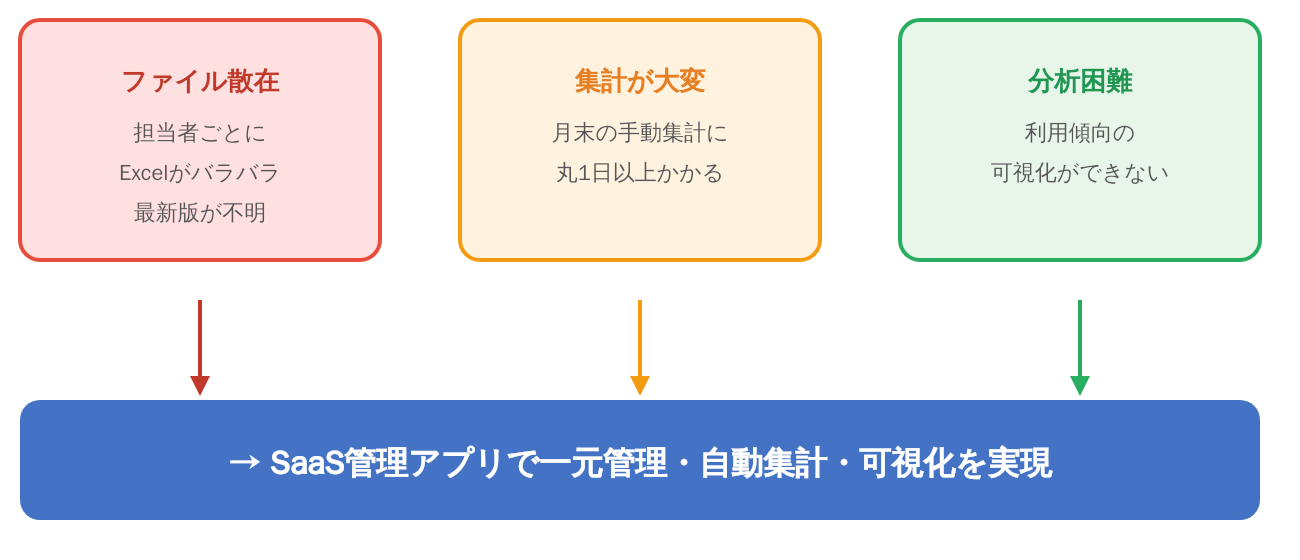 ファイル散在
担当者ごとに
Excelがバラバラ
最新版が不明
集計が大変
月末の手動集計に
丸1日以上かかる
分析困難
利用傾向の
可視化ができない
→ SaaS管理アプリで一元管理・自動集計・可視化を実現